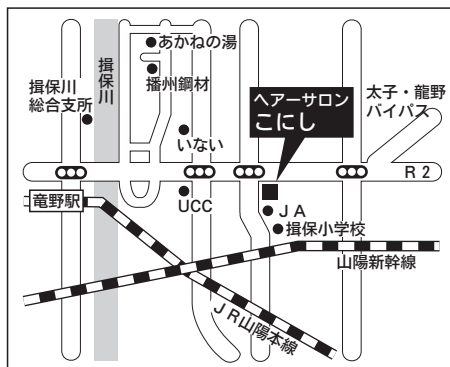 あかねの湯
播州鋼材
揖保川
総合支所
揖保川
いない
ヘアーサロン
こにし
太子・龍野
バイパス
R2
竜野駅
UCC
JA
揖保小学校
山陽新幹線
JR山陽本線